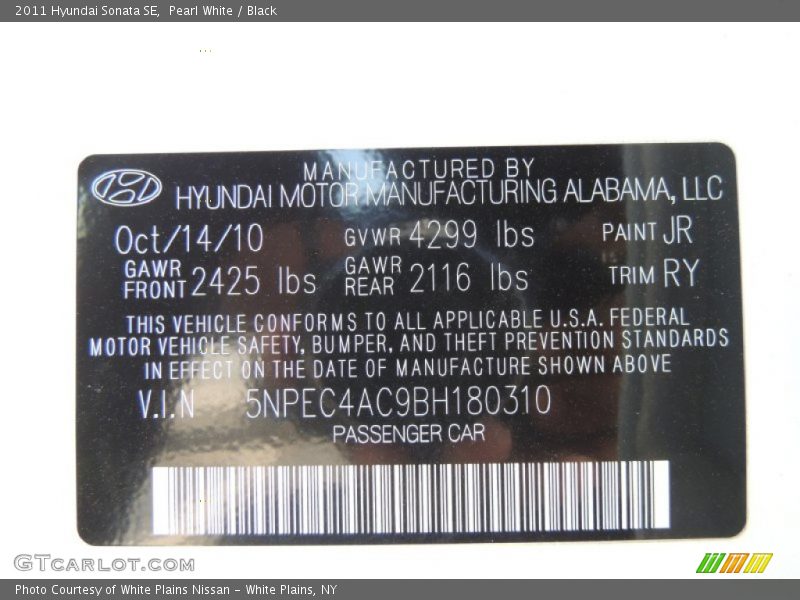 2011 Hyundai Sonata SE,  Pearl White / Black
MANUFACTURED BY
HYUNDAI MOTOR MANUFACTURING ALABAMA, LLC
Oct/14/10 GVWR 4299 lbs PAINT JR
GAWR FRONT 2425 lbs GAWR REAR 2116 lbs TRIM RY
THIS VEHICLE CONFORMS TO ALL APPLICABLE U.S.A. FEDERAL
MOTOR VEHICLE SAFETY, BUMPER, AND THEFT PREVENTION STANDARDS
IN EFFECT ON THE DATE OF MANUFACTURE SHOWN ABOVE
V.I.N 5NPEC4AC9BH180310
PASSENGER CAR
GTCARLOT.COM
Photo Courtesy of White Plains Nissan - White Plains, NY